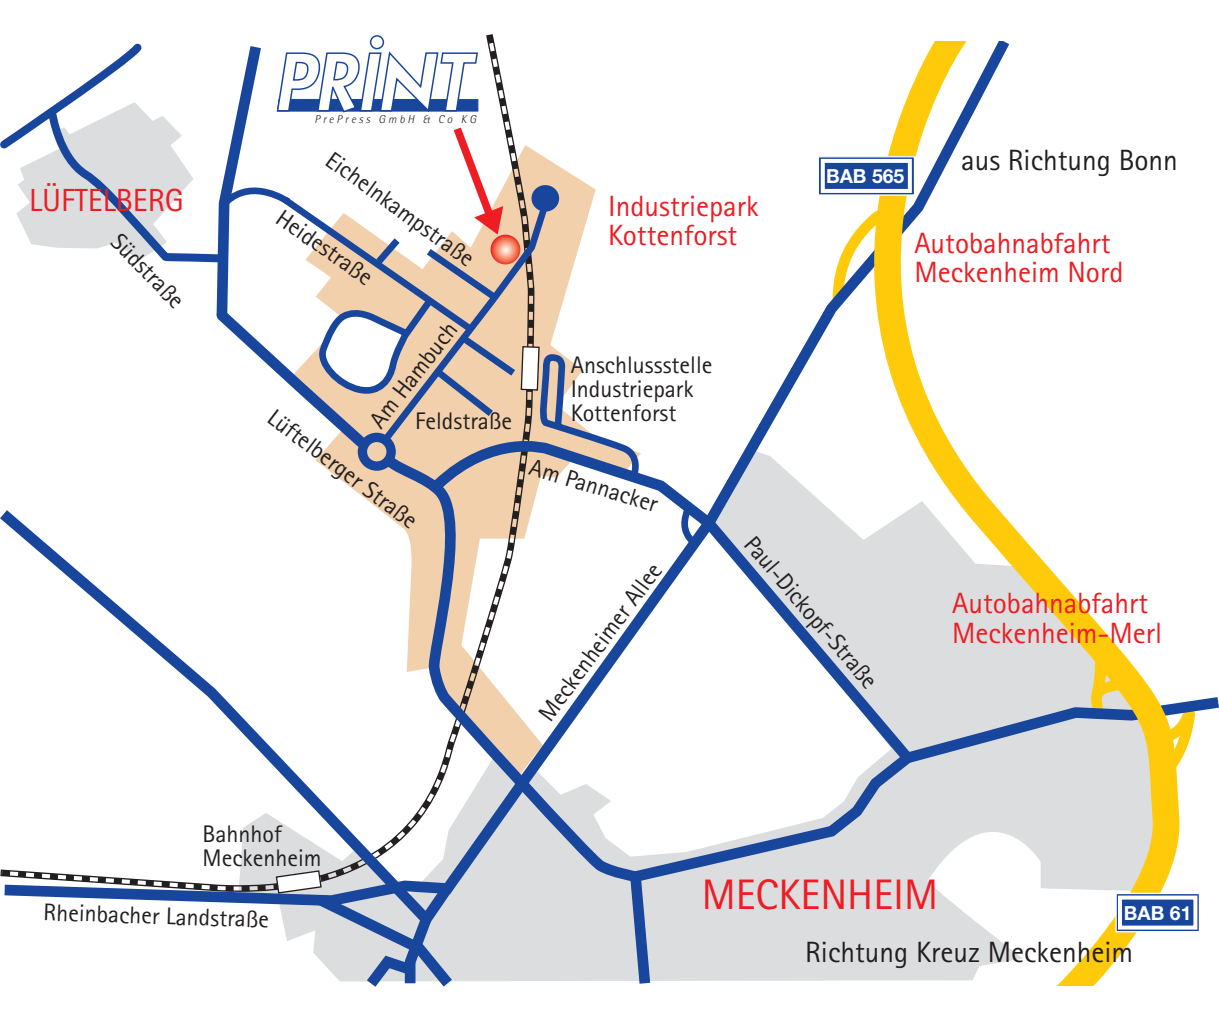 PRINT
PrePress GmbH & Co KG
aus Richtung Bonn
BAB 565
LÜFTELBERG
Eichelnkampstraße
Industriepark
Kottenforst
Heidestraße
Südstraße
Autobahnabfahrt
Meckenheim Nord
Am Hambuch
Anschlussstelle
Industriepark
Kottenforst
Feldstraße
Lüftelberger Straße
Am Pannacker
Paul-Dickopf-Straße
Meckenheimer Allee
Autobahnabfahrt
Meckenheim-Merl
Bahnhof
Meckenheim
Rheinbacher Landstraße
MECKENHEIM
BAB 61
Richtung Kreuz Meckenheim